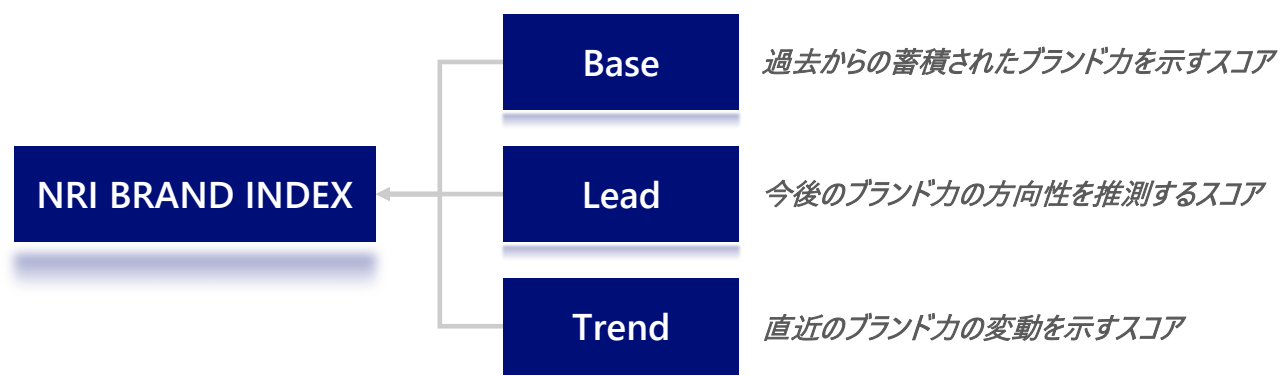 Base
過去からの蓄積されたブランド力を示すスコア
NRI BRAND INDEX
Lead
今後のブランド力の方向性を推測するスコア
Trend
直近のブランド力の変動を示すスコア